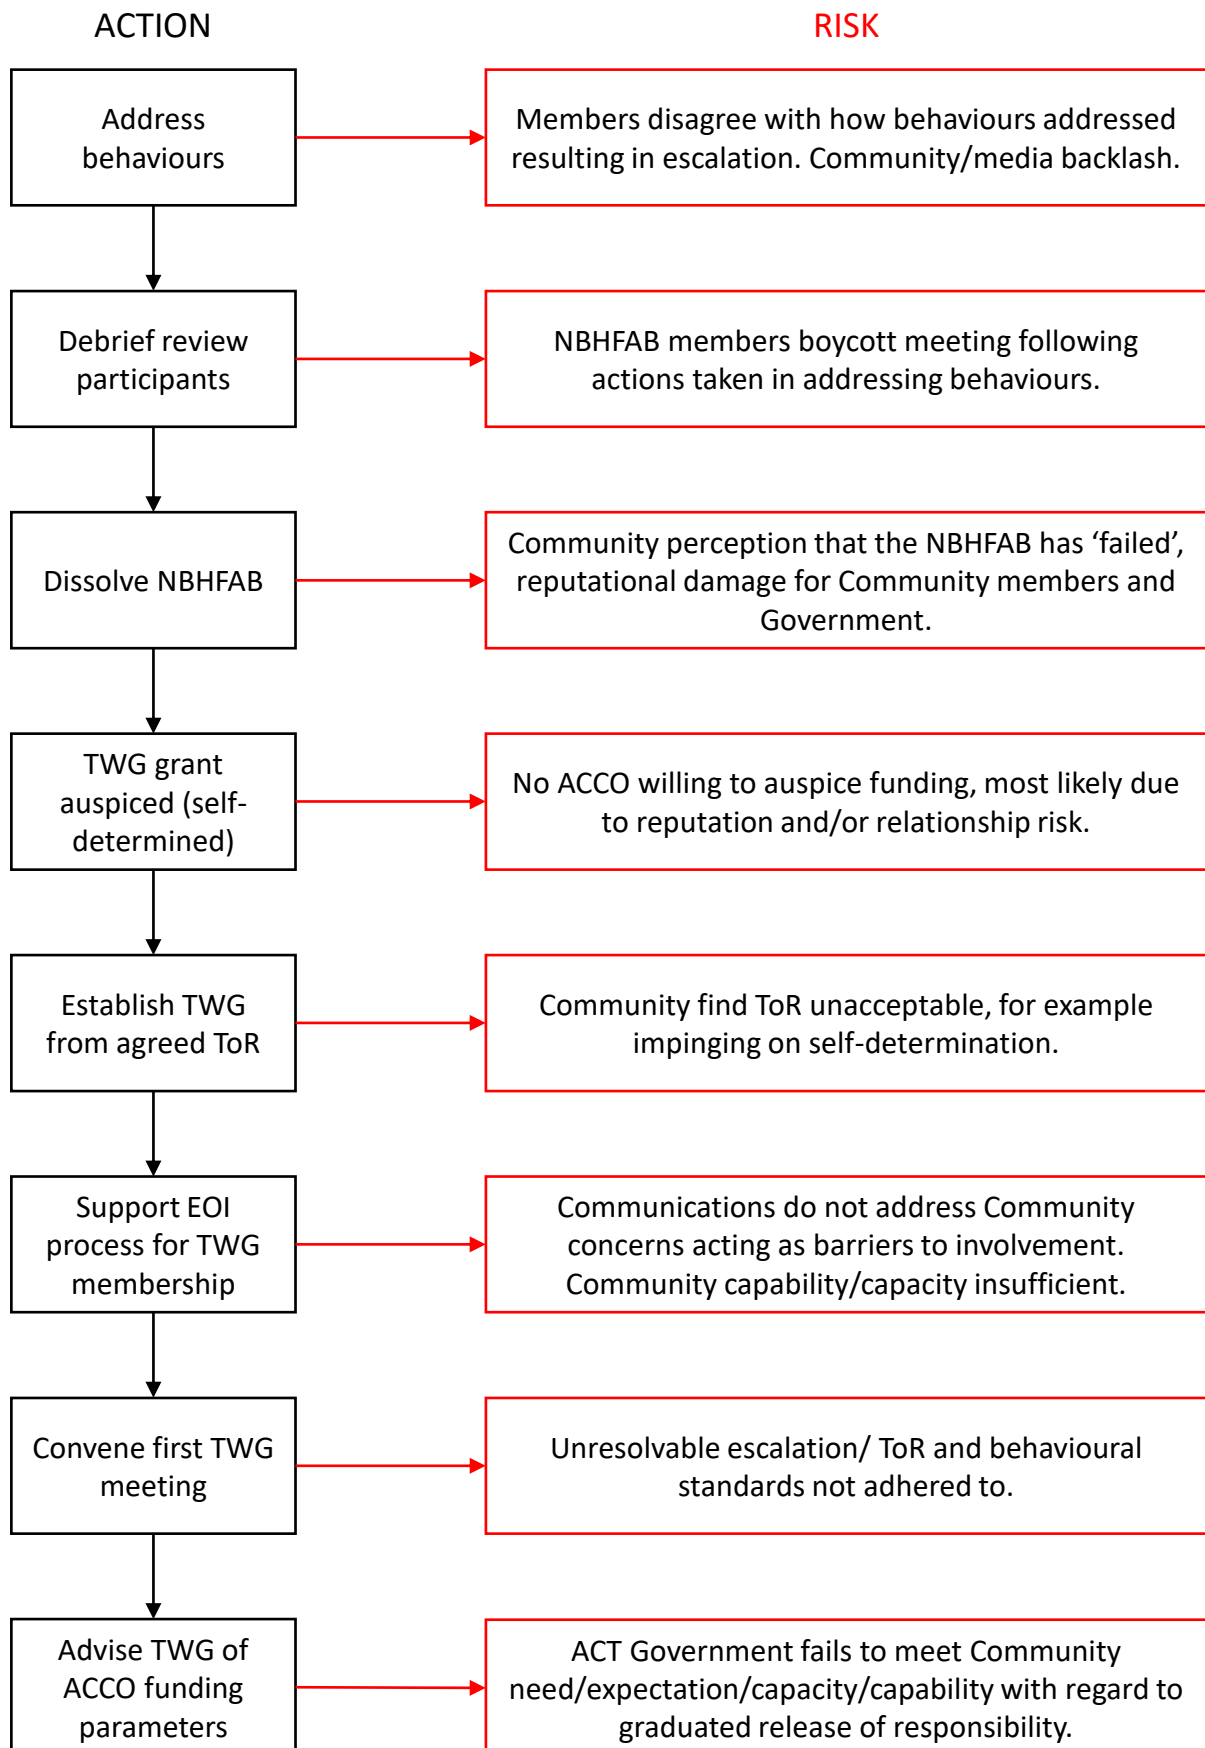 ACTION
RISK
Address
behaviours
Members disagree with how behaviours addressed
resulting in escalation. Community/media backlash.
Debrief review
participants
NBHFAB members boycott meeting following
actions taken in addressing behaviours.
Dissolve NBHFAB
Community perception that the NBHFAB has ‘failed’,
reputational damage for Community members and
Government.
TWG grant
auspiced (self-
determined)
No ACCO willing to auspice funding, most likely due
to reputation and/or relationship risk.
Establish TWG
from agreed ToR
Community find ToR unacceptable, for example
impinging on self-determination.
Support EOI
process for TWG
membership
Communications do not address Community
concerns acting as barriers to involvement.
Community capability/capacity insufficient.
Convene first TWG
meeting
Unresolvable escalation/ ToR and behavioural
standards not adhered to.
Advise TWG of
ACCO funding
parameters
ACT Government fails to meet Community
need/expectation/capacity/capability with regard to
graduated release of responsibility.